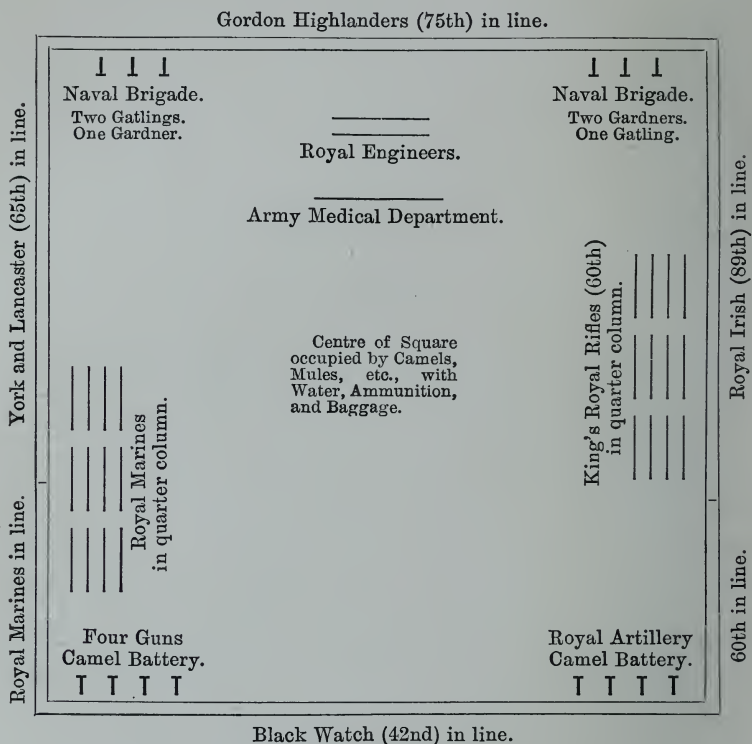 Gordon Highlanders (75th) in line.
Naval Brigade.
Two Gatlings.
One Gardner.
Naval Brigade.
Two Gardners.
One Gatling.
Royal Engineers.
Army Medical Department.
York and Lancaster (65th) in line.
Royal Marines in line.
Royal Marines
in quarter column.
Centre of Square
occupied by Camels,
Mules, etc., with
Water, Ammunition,
and Baggage.
King's Royal Rifles (60th)
in quarter column.
Royal Irish (89th) in line.
60th in line.
Four Guns
Camel Battery.
Royal Artillery
Camel Battery.
Black Watch (42nd) in line.